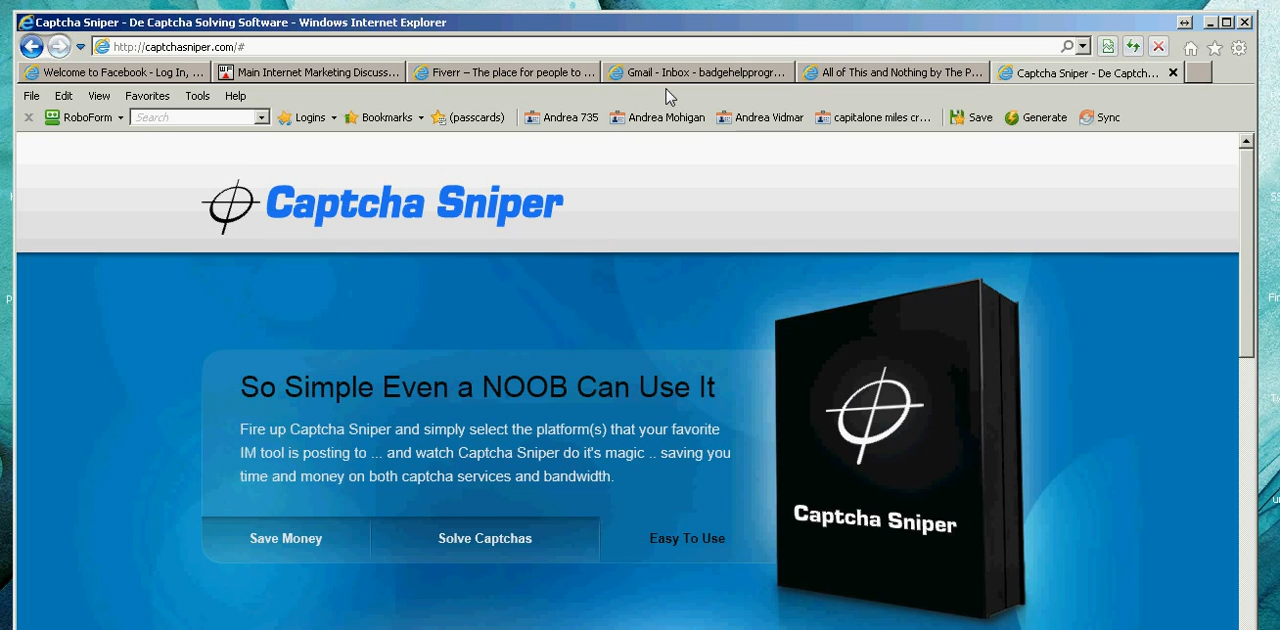 Captcha Sniper - De Captcha Solving Software - Windows Internet Explorer
http://captchasniper.com/#
Welcome to Facebook - Log In, ...
Main Internet Marketing Discuss...
Fiverr – The place for people to ...
Gmail - Inbox - badgehelpprogr...
All of This and Nothing by The P...
Captcha Sniper - De Captch...
File Edit View Favorites Tools Help
RoboForm Search Logins Bookmarks (passcards) Andrea 735 Andrea Mohigan Andrea Vidmar capitalone miles cr... Save Generate Sync
Captcha Sniper
So Simple Even a NOOB Can Use It
Fire up Captcha Sniper and simply select the platform(s) that your favorite
IM tool is posting to ... and watch Captcha Sniper do it's magic .. saving you
time and money on both captcha services and bandwidth.
Save Money Solve Captchas Easy To Use
Captcha Sniper